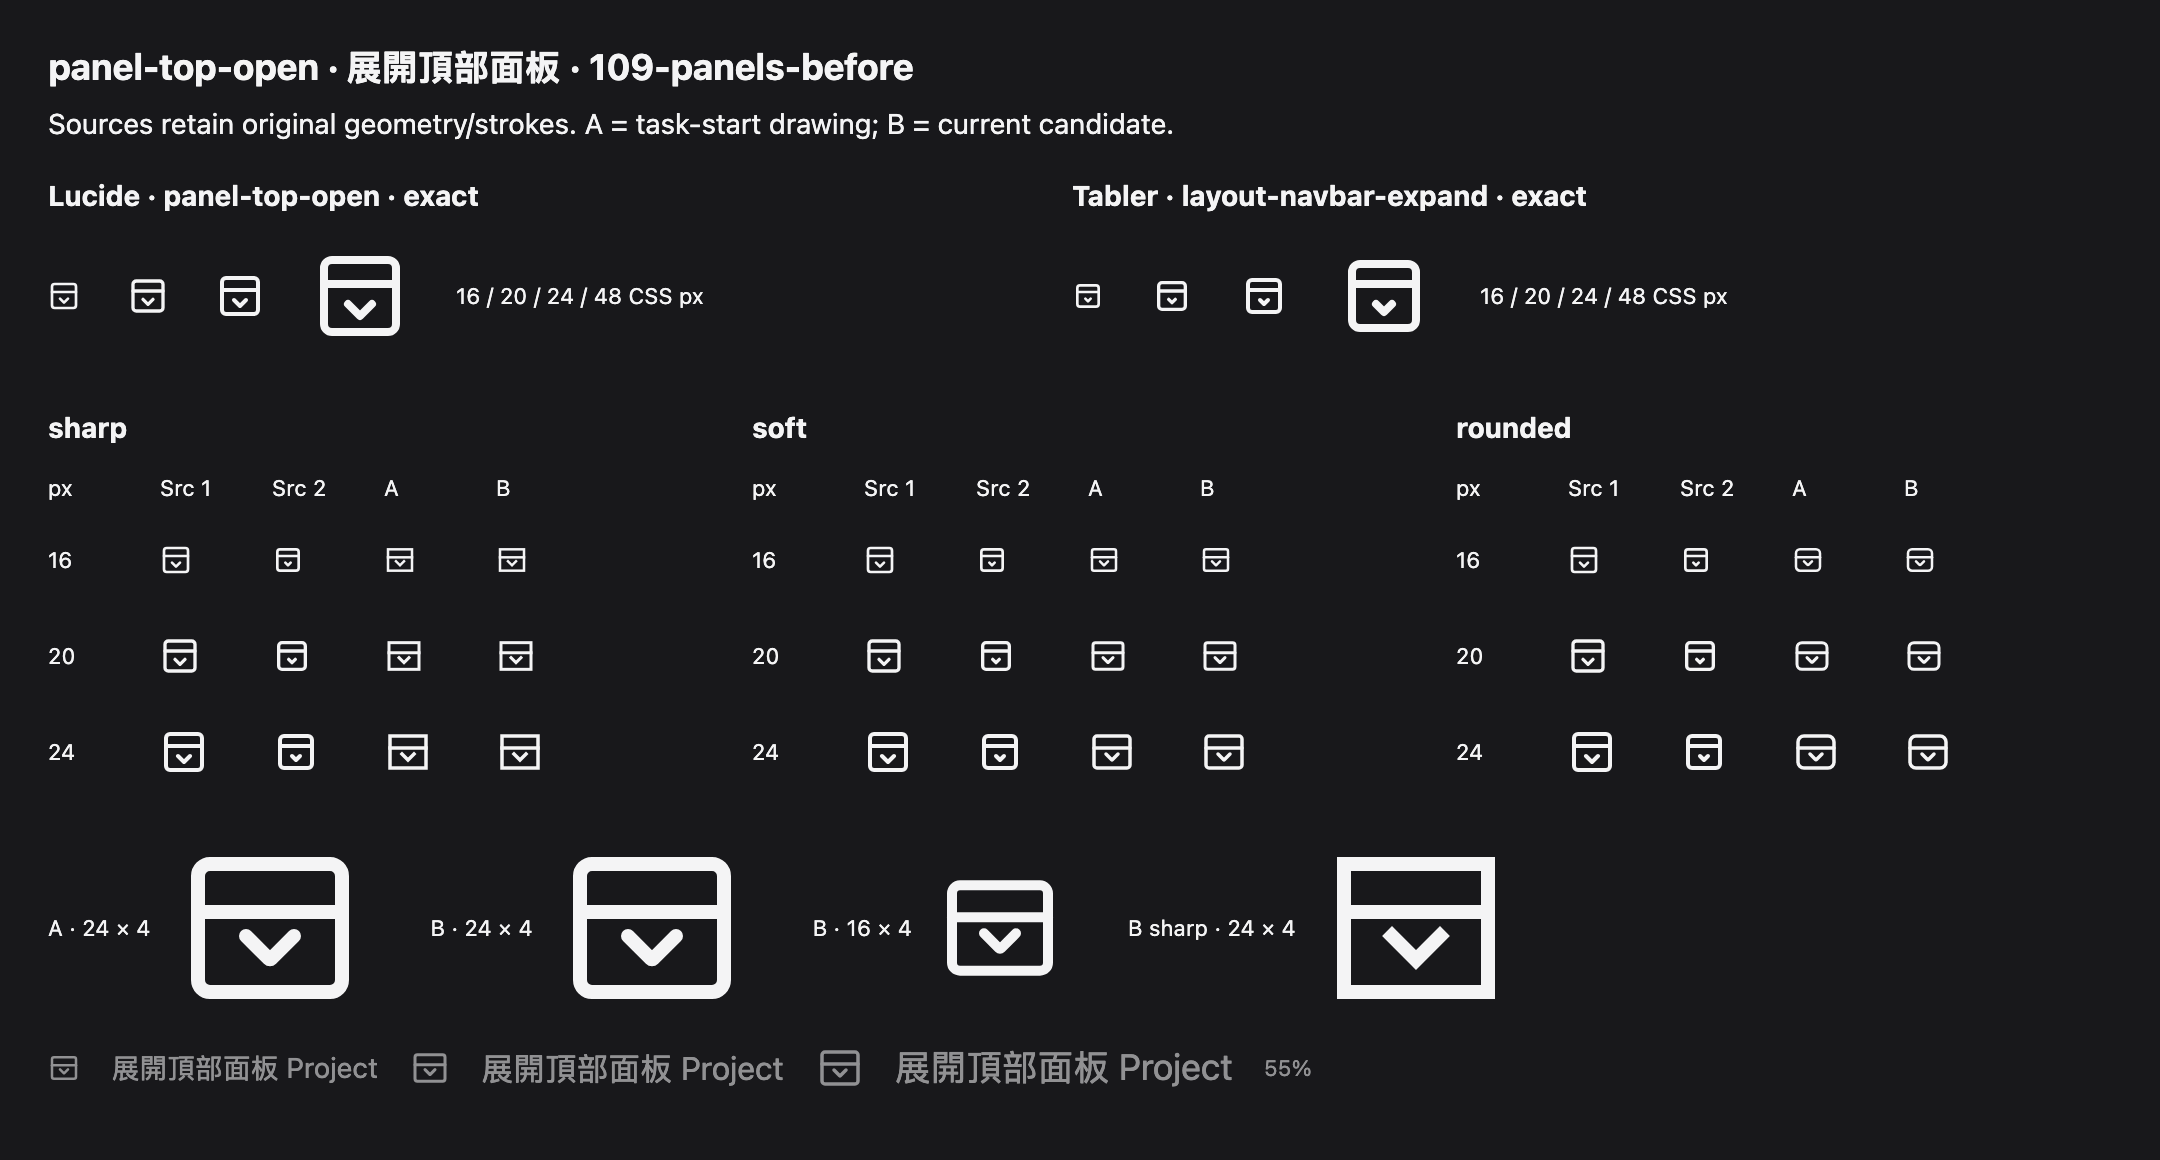 panel-top-open · 展開頂部面板 · 109-panels-before
Sources retain original geometry/strokes. A = task-start drawing; B = current candidate.
Lucide · panel-top-open · exact
Tabler · layout-navbar-expand · exact
16 / 20 / 24 / 48 CSS px
16 / 20 / 24 / 48 CSS px
sharp
soft
rounded
px Src 1 Src 2 A B
px Src 1 Src 2 A B
px Src 1 Src 2 A B
16
16
16
20
20
20
24
24
24
A · 24 × 4
B · 24 × 4
B · 16 × 4
B sharp · 24 × 4
展開頂部面板 Project
展開頂部面板 Project
展開頂部面板 Project
55%